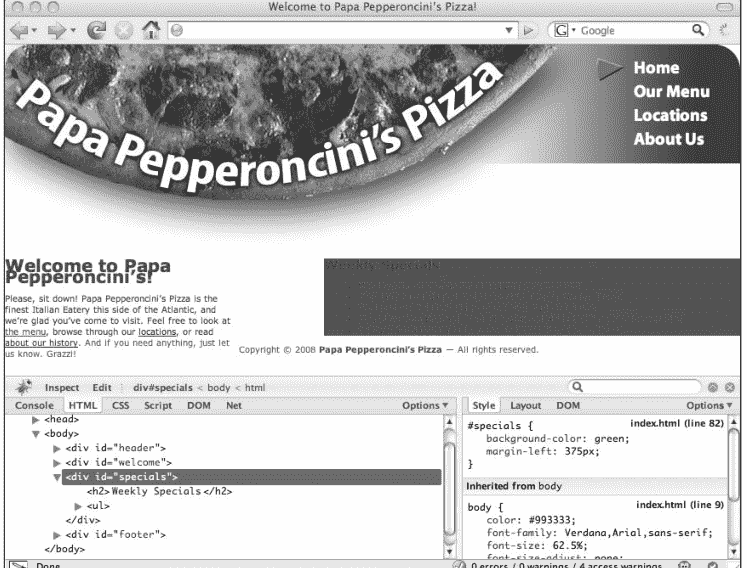 Welcome to Papa Pepperoncini's Pizza!
G Google
Papa Pepperoncini's Pizza
Home
Our Menu
Locations
About Us
Welcome to Papa
Pepperoncini's!
Weekly Specials
Please, sit down! Papa Pepperoncini's Pizza is the
finest Italian Eatery this side of the Atlantic, and
we're glad you've come to visit. Feel free to look at
the menu, browse through our locations, or read
about our history. And if you need anything, just let
us know. Grazzi!
Copyright © 2008 Papa Pepperoncini's Pizza — All rights reserved.
Inspect Edit div#specials < body < html
Console HTML CSS Script DOM Net Options
Style Layout DOM Options
<head>
<body>
<div id="header">
<div id="welcome">
<div id="specials">
<h2>Weekly Specials</h2>
<ul>
</div>
<div id="footer">
</body>
#specials { index.html (line 82)
background-color: green;
margin-left: 375px;
}
Inherited from body
body { index.html (line 9)
color: #993333;
font-family: Verdana,Arial,sans-serif;
font-size: 62.5%;
font-size-adjust: none;
Done
0 errors / 0 warnings / 4 access warnings